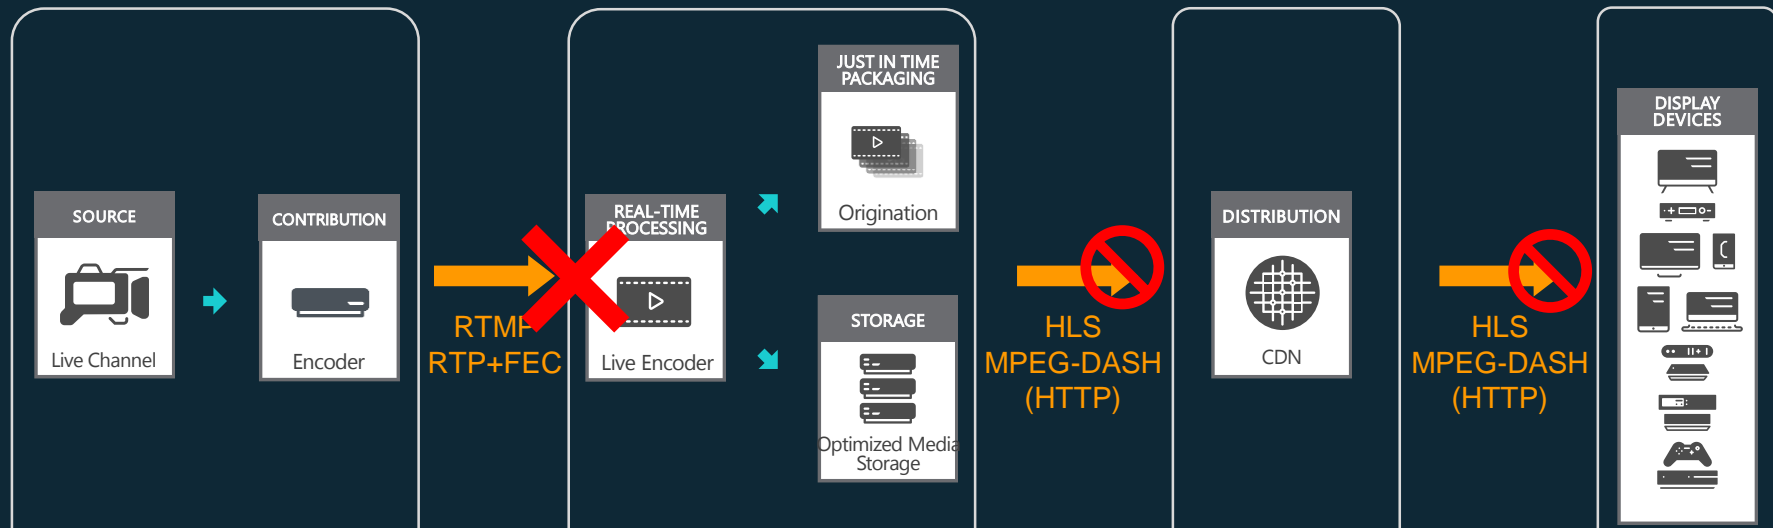 SOURCE
Live Channel
CONTRIBUTION
Encoder
RTMP
RTP+FEC
REAL-TIME
PROCESSING
Live Encoder
JUST IN TIME
PACKAGING
Origination
STORAGE
Optimized Media
Storage
HLS
MPEG-DASH
(HTTP)
DISTRIBUTION
CDN
HLS
MPEG-DASH
(HTTP)
DISPLAY
DEVICES